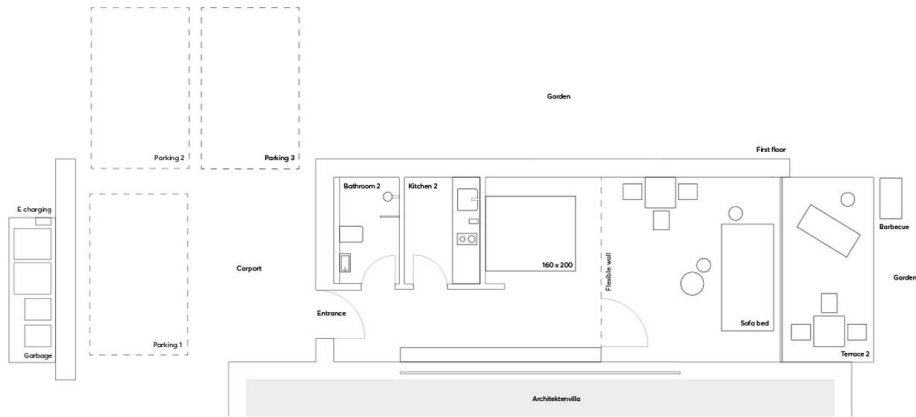 Garden
First floor
Parking 2
Parking 3
Bathroom 2
Kitchen 2
E charging
Barbecue
160 x 200
Flexible wall
Carport
Garden
Entrance
Sofa bed
Parking 1
Garbage
Terrace 2
Architektenvilla